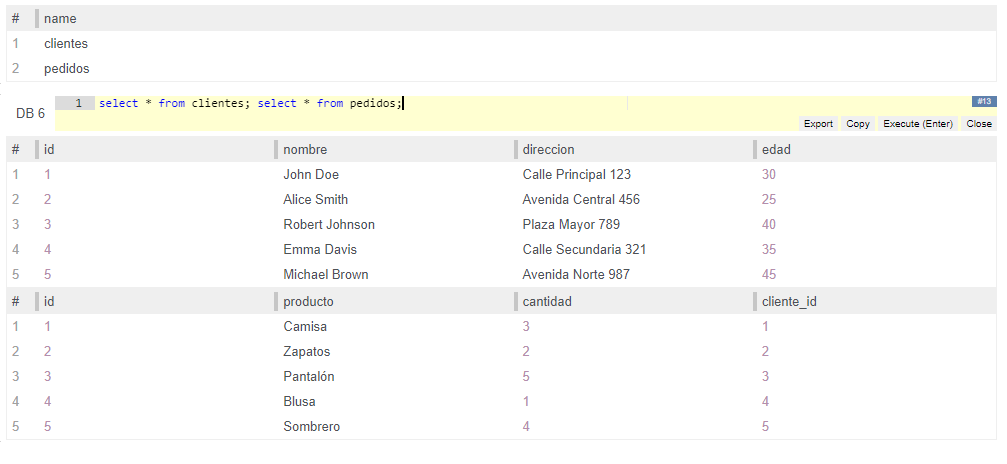 # name
1 clientes
2 pedidos
DB 6 1 select * from clientes; select * from pedidos; #13
Export Copy Execute (Enter) Close
# id nombre direccion edad
1 1 John Doe Calle Principal 123 30
2 2 Alice Smith Avenida Central 456 25
3 3 Robert Johnson Plaza Mayor 789 40
4 4 Emma Davis Calle Secundaria 321 35
5 5 Michael Brown Avenida Norte 987 45
# id producto cantidad cliente_id
1 1 Camisa 3 1
2 2 Zapatos 2 2
3 3 Pantalón 5 3
4 4 Blusa 1 4
5 5 Sombrero 4 5